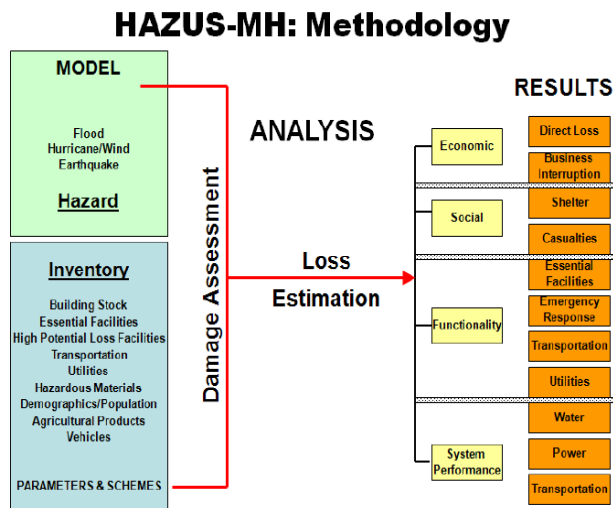 HAZUS-MH: Methodology
MODEL
Flood
Hurricane/Wind
Earthquake
Hazard
Inventory
Building Stock
Essential Facilities
High Potential Loss Facilities
Transportation
Utilities
Hazardous Materials
Demographics/Population
Agricultural Products
Vehicles
PARAMETERS & SCHEMES
Damage Assessment
ANALYSIS
Loss
Estimation
Economic
Social
Functionality
System
Performance
RESULTS
Direct Loss
Business
Interruption
Shelter
Casualties
Essential
Facilities
Emergency
Response
Transportation
Utilities
Water
Power
Transportation